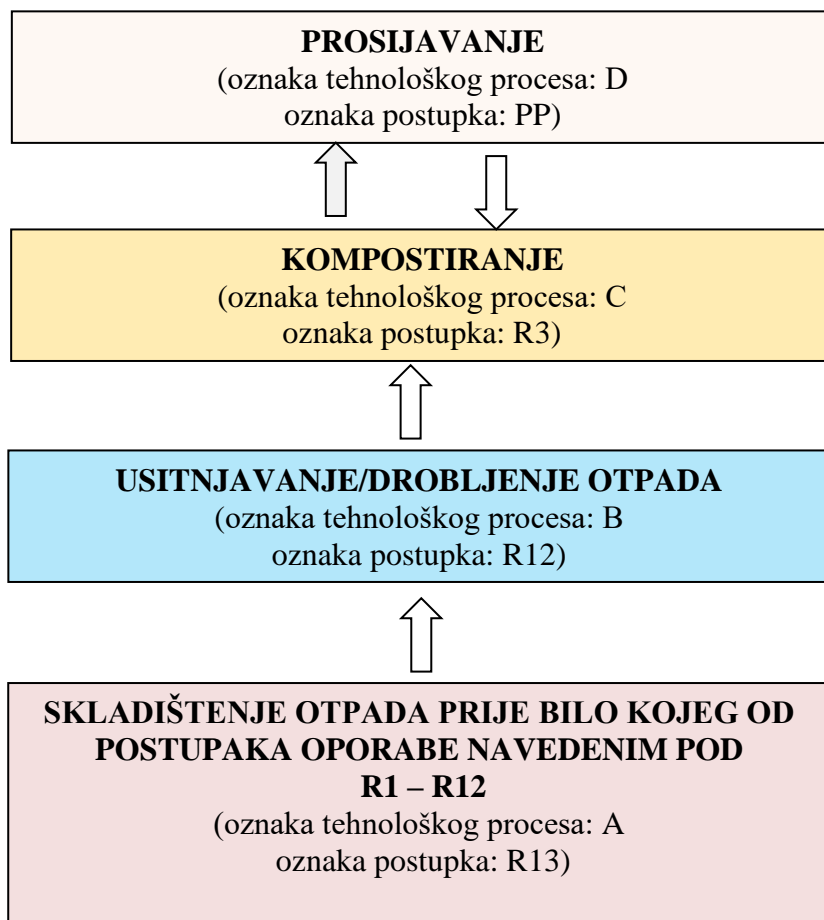 PROSIJAVANJE
(oznaka tehnološkog procesa: D
oznaka postupka: PP)
KOMPOSTIRANJE
(oznaka tehnološkog procesa: C
oznaka postupka: R3)
USITNJAVANJE/DROBLJENJE OTPADA
(oznaka tehnološkog procesa: B
oznaka postupka: R12)
SKLADIŠTENJE OTPADA PRIJE BILO KOJEG OD
POSTUPAKA OPORABE NAVEDENIM POD
R1 – R12
(oznaka tehnološkog procesa: A
oznaka postupka: R13)